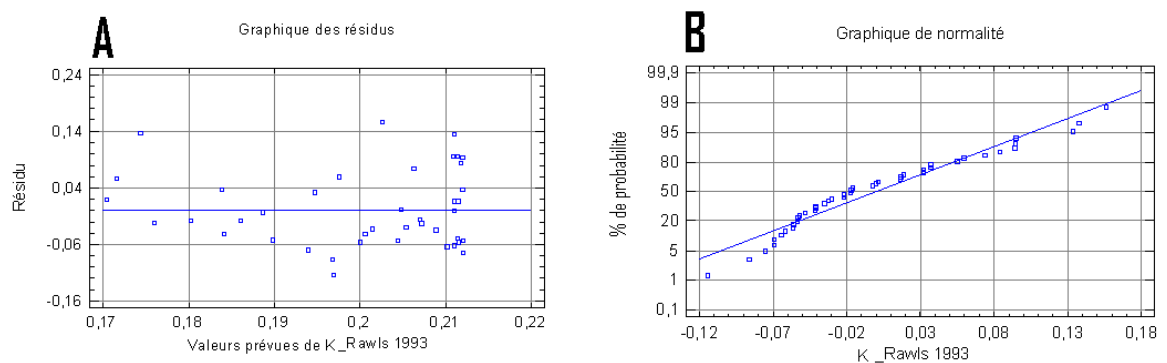 A
Graphique des résidus
Résidu
0,24
0,14
0,04
-0,06
-0,16
0,17 0,18 0,19 0,2 0,21 0,22
Valeurs prévues de K_Rawls 1993
B
Graphique de normalité
% de probabilité
99,9
99
95
80
50
20
5
1
0,1
-0,12 -0,07 -0,02 0,03 0,08 0,13 0,18
K_Rawls 1993